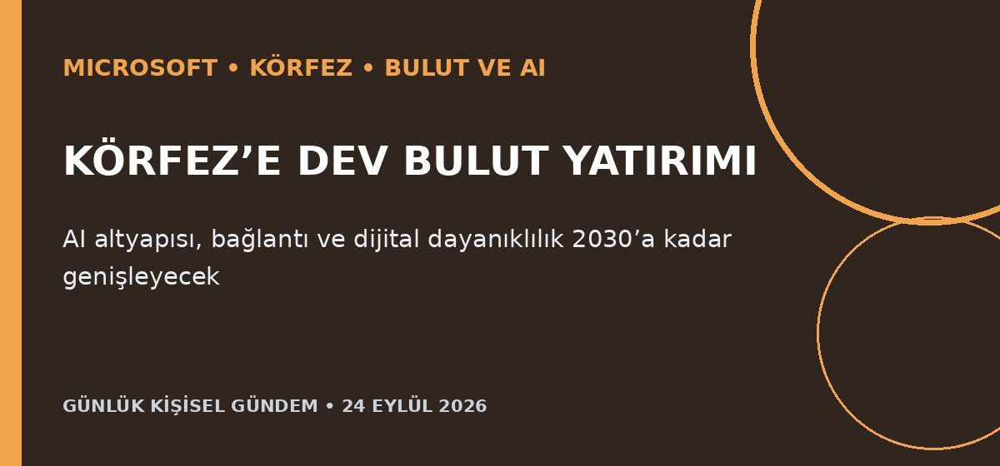 MICROSOFT • KÖRFEZ • BULUT VE AI
KÖRFEZ’E DEV BULUT YATIRIMI
AI altyapısı, bağlantı ve dijital dayanıklılık 2030’a kadar
genişleyecek
GÜNLÜK KİŞİSEL GÜNDEM • 24 EYLÜL 2026